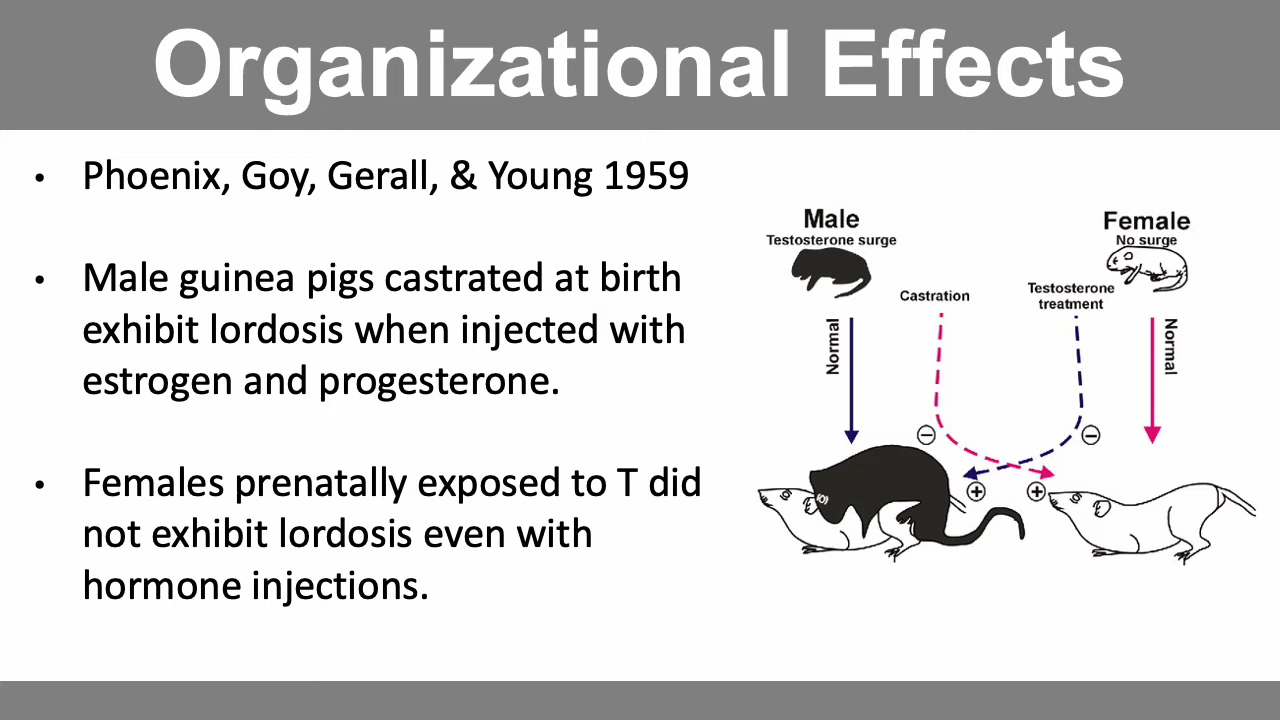 Organizational Effects
• Phoenix, Goy, Gerall, & Young 1959
• Male guinea pigs castrated at birth
exhibit lordosis when injected with
estrogen and progesterone.
• Females prenatally exposed to T did
not exhibit lordosis even with
hormone injections.
Male
Testosterone surge
Female
No surge
Castration
Testosterone
treatment
Normal
Normal
−
−
+
+